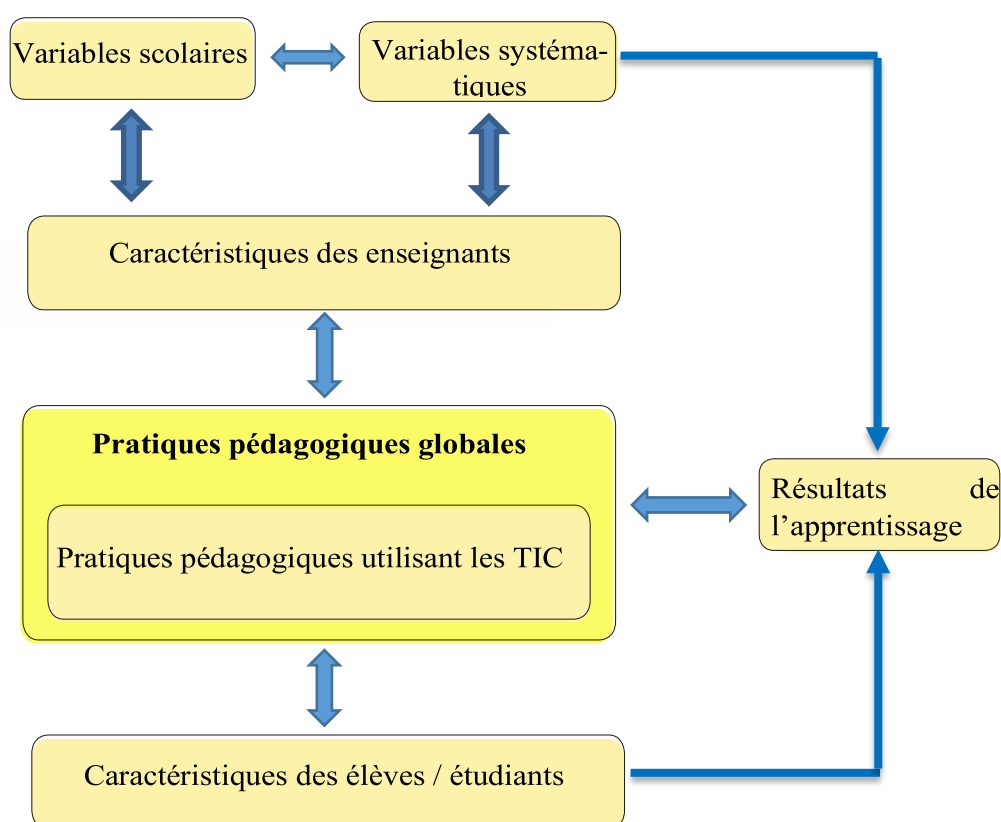 Variables scolaires
Variables systéma-
tiques
Caractéristiques des enseignants
Pratiques pédagogiques globales
Pratiques pédagogiques utilisant les TIC
Résultats de
l’apprentissage
Caractéristiques des élèves / étudiants